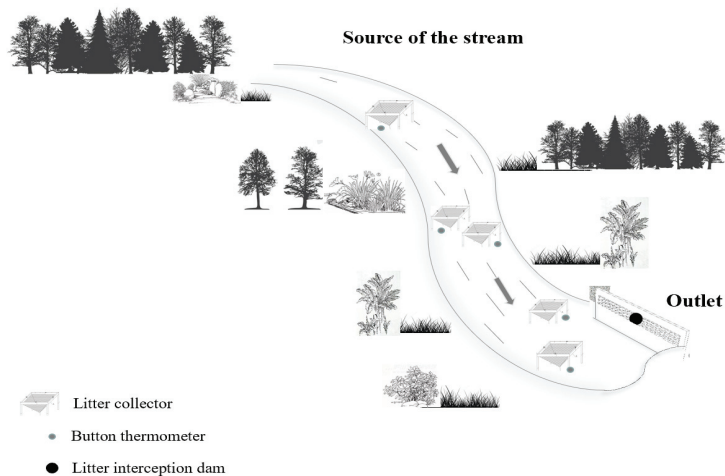 Source of the stream
Outlet
Litter collector
Button thermometer
Litter interception dam